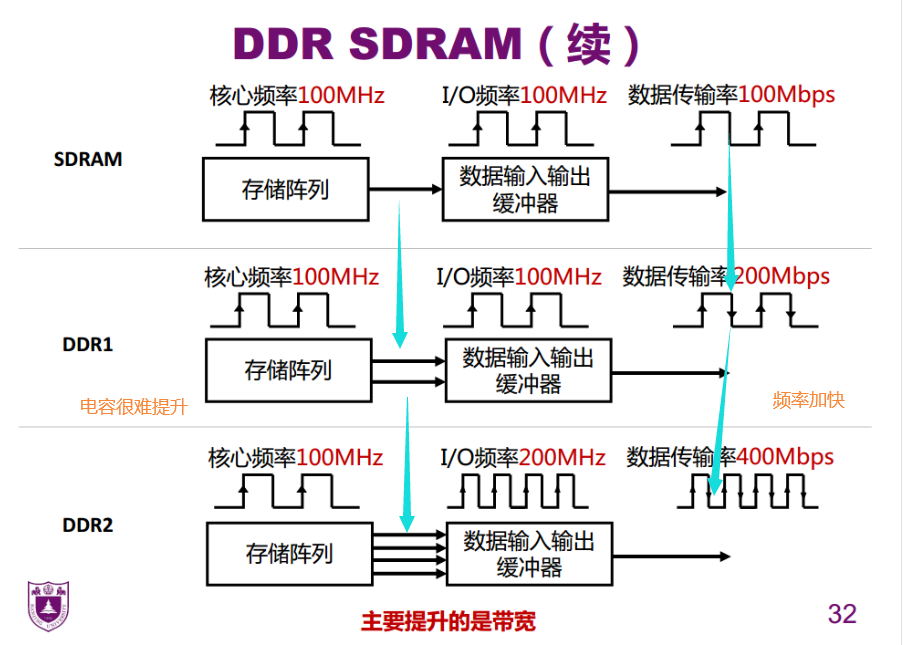 DDR SDRAM（续）
核心频率100MHz
I/O频率100MHz
数据传输率100Mbps
SDRAM
存储阵列
数据输入输出
缓冲器
核心频率100MHz
I/O频率100MHz
数据传输率200Mbps
DDR1
存储阵列
数据输入输出
缓冲器
电容很难提升
频率加快
核心频率100MHz
I/O频率200MHz
数据传输率400Mbps
DDR2
存储阵列
数据输入输出
缓冲器
主要提升的是带宽
32